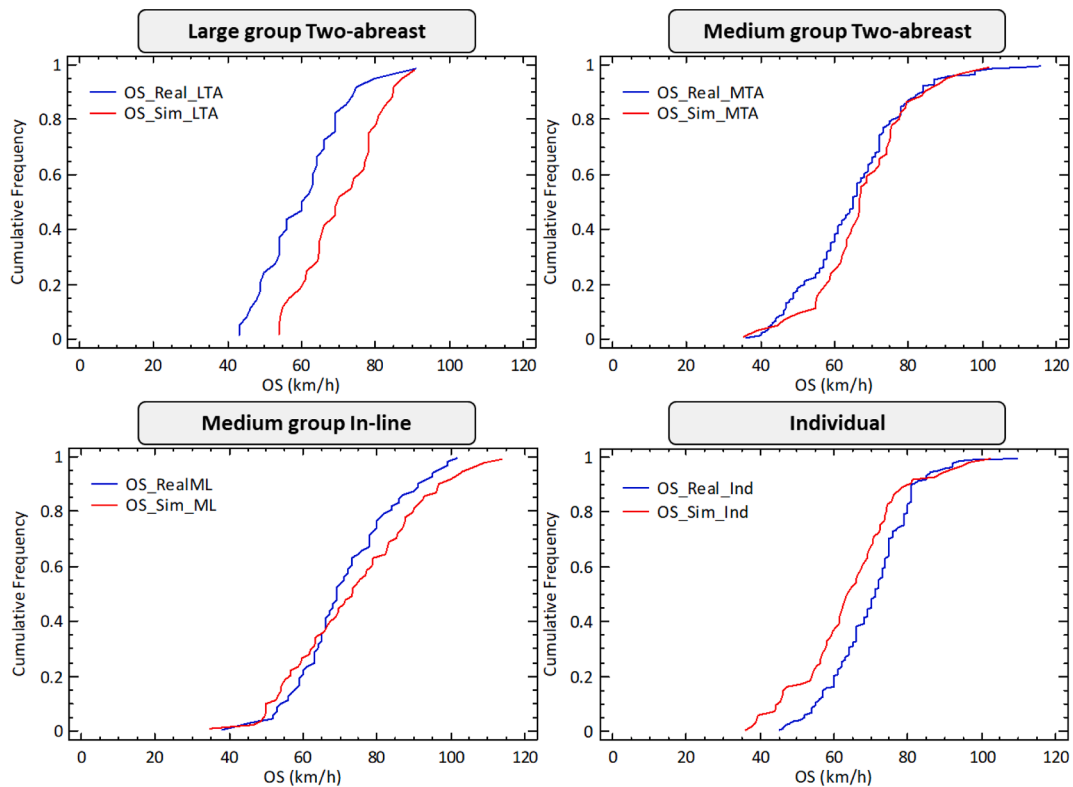 Large group Two-abreast
OS_Real_LTA
OS_Sim_LTA
Cumulative Frequency
1
0.8
0.6
0.4
0.2
0
0 20 40 60 80 100 120
OS (km/h)
Medium group Two-abreast
OS_Real_MTA
OS_Sim_MTA
Cumulative Frequency
1
0.8
0.6
0.4
0.2
0
0 20 40 60 80 100 120
OS (km/h)
Medium group In-line
OS_RealML
OS_Sim_ML
Cumulative Frequency
1
0.8
0.6
0.4
0.2
0
0 20 40 60 80 100 120
OS (km/h)
Individual
OS_Real_Ind
OS_Sim_Ind
Cumulative Frequency
1
0.8
0.6
0.4
0.2
0
0 20 40 60 80 100 120
OS (km/h)